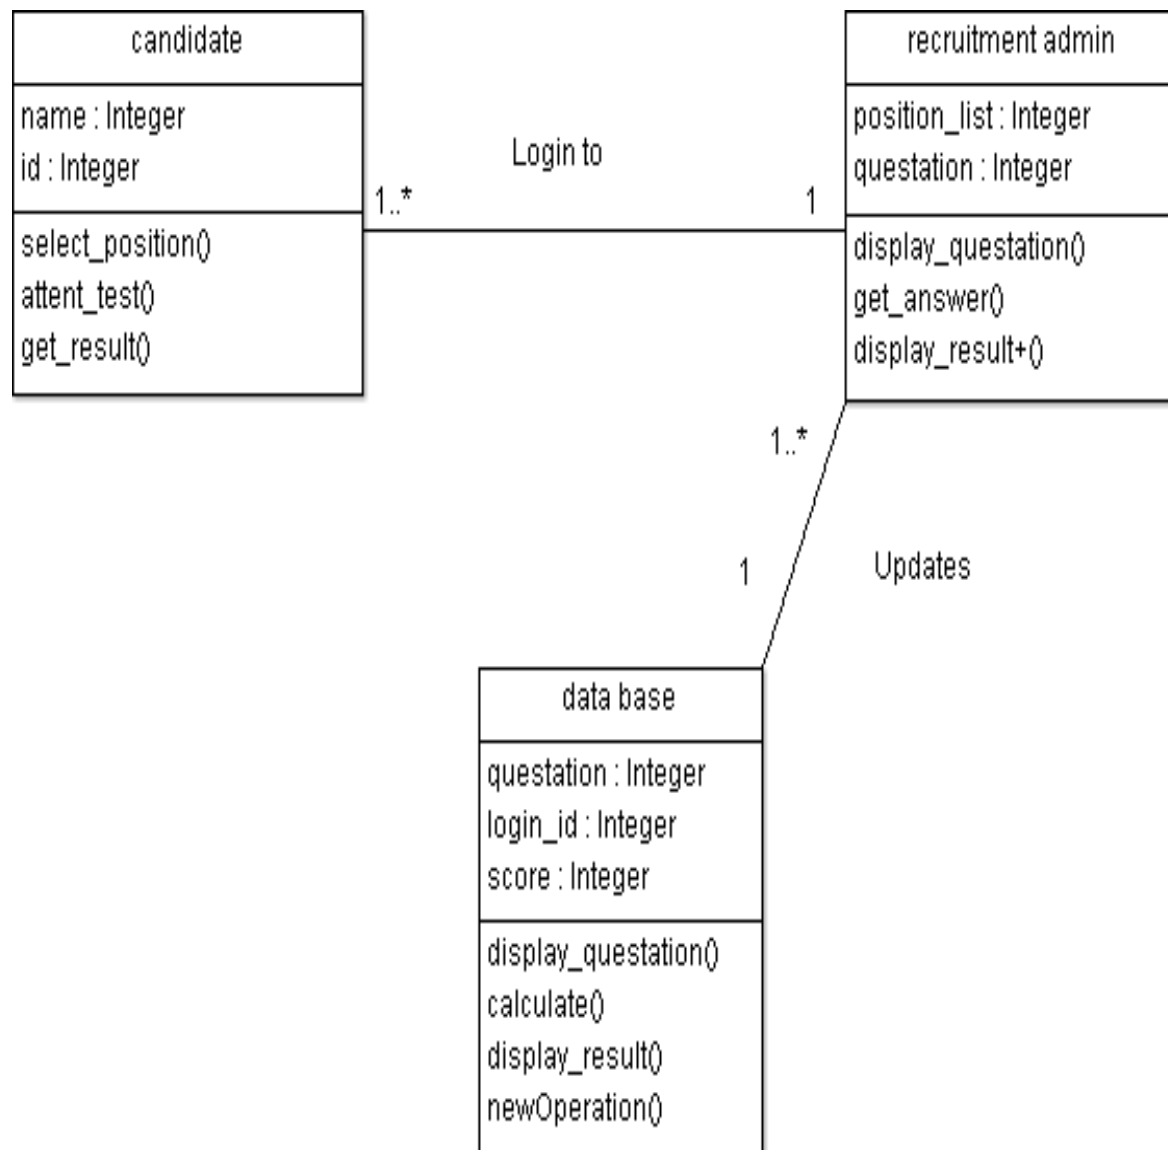 candidate
name : Integer
id : Integer
select_position()
attent_test()
get_result()
Login to
1..*
1
recruitment admin
position_list : Integer
questation : Integer
display_questation()
get_answer()
display_result+()
1..*
1
Updates
data base
questation : Integer
login_id : Integer
score : Integer
display_questation()
calculate()
display_result()
newOperation()